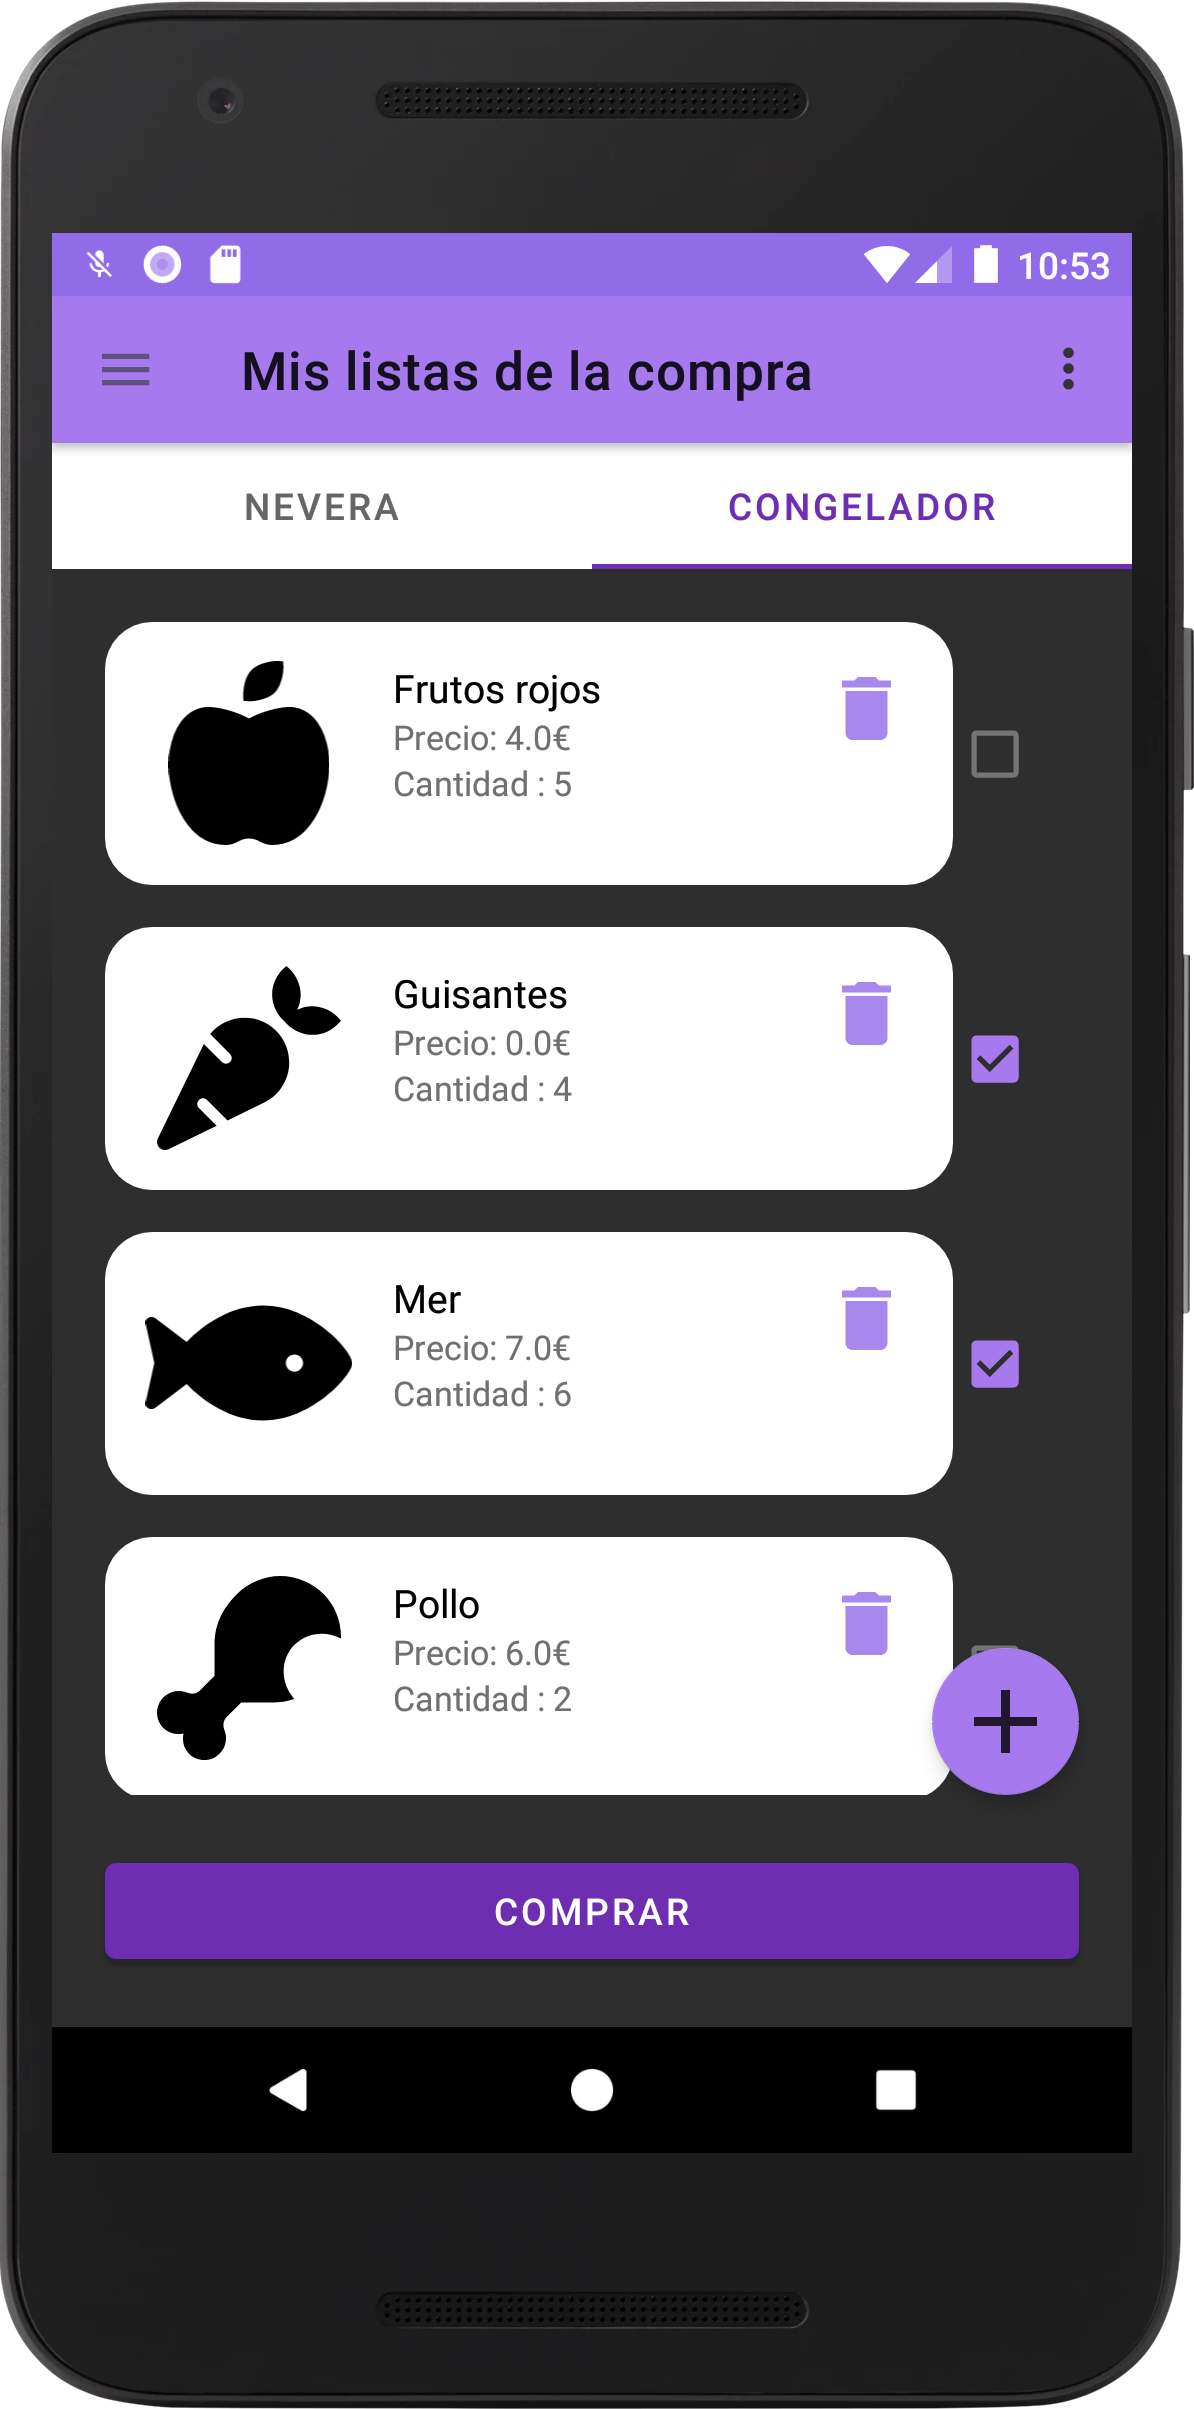 10:53
Mis listas de la compra
NEVERA
CONGELADOR
Frutos rojos
Precio: 4.0€
Cantidad : 5
Guisantes
Precio: 0.0€
Cantidad : 4
Mer
Precio: 7.0€
Cantidad : 6
Pollo
Precio: 6.0€
Cantidad : 2
COMPRAR